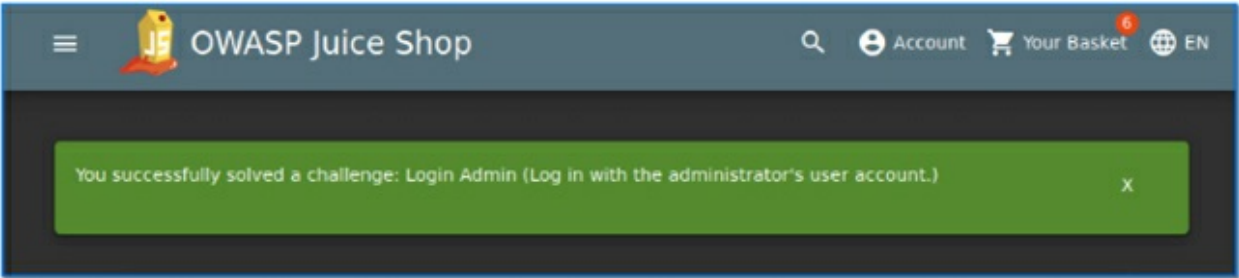 JS
OWASP Juice Shop
Account
6
Your Basket
EN
You successfully solved a challenge: Login Admin (Log in with the administrator's user account.)
X